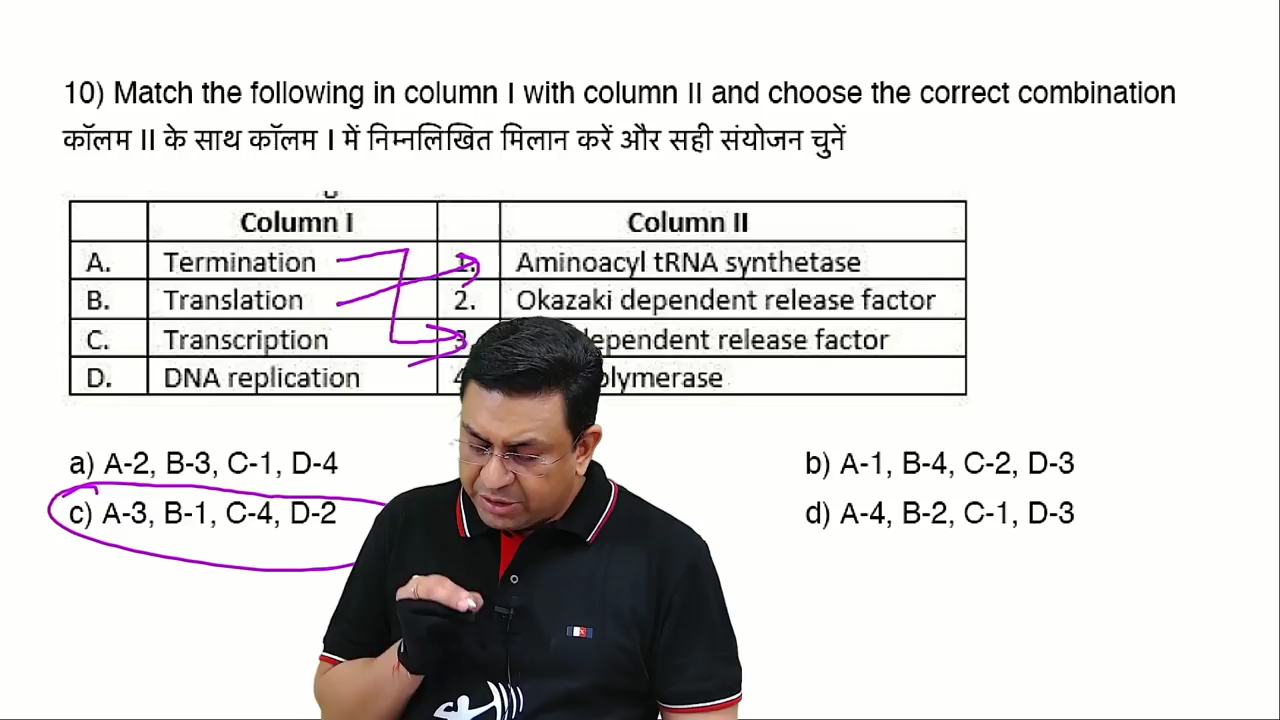 10) Match the following in column I with column II and choose the correct combination
कॉलम II के साथ कॉलम I में निम्नलिखित मिलान करें और सही संयोजन चुनें
Column I Column II
A. Termination 1. Aminoacyl tRNA synthetase
B. Translation 2. Okazaki dependent release factor
C. Transcription 3. release factor
D. DNA replication
a) A-2, B-3, C-1, D-4 b) A-1, B-4, C-2, D-3
c) A-3, B-1, C-4, D-2 d) A-4, B-2, C-1, D-3